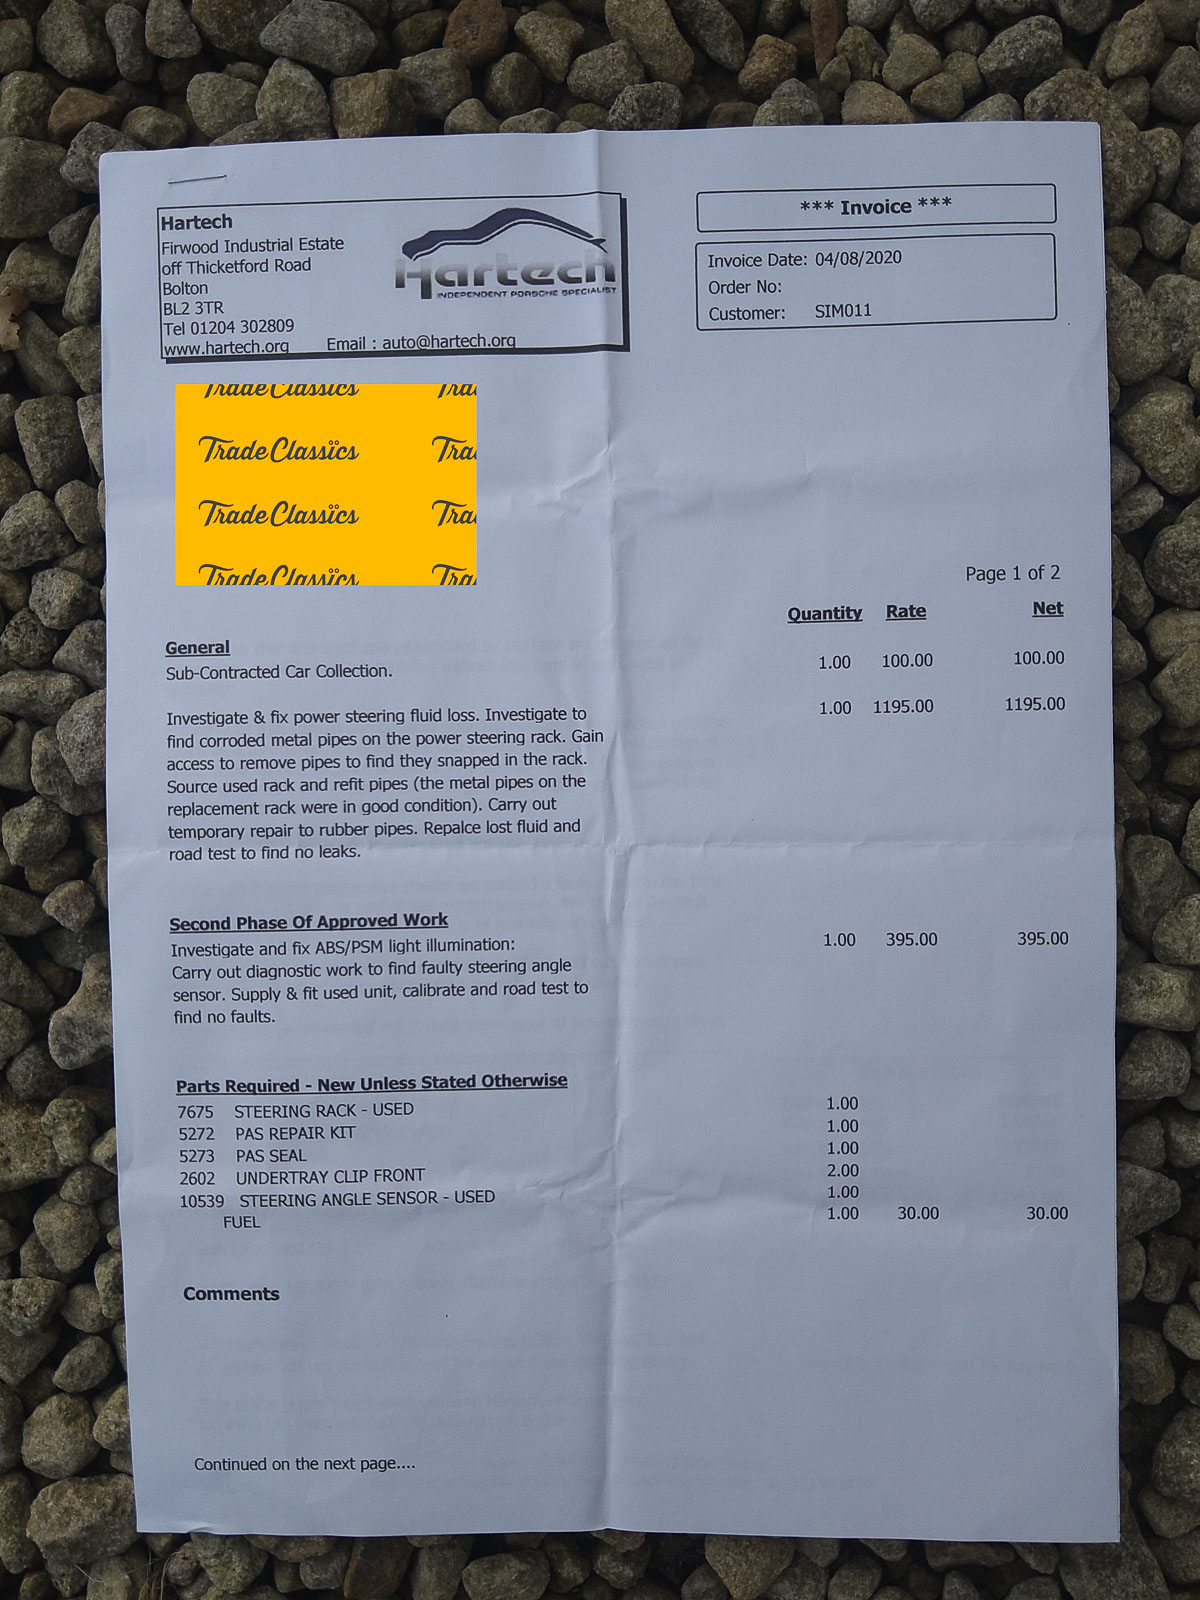 Hartech
Firwood Industrial Estate
off Thicketford Road
Bolton
BL2 3TR
Tel 01204 302809
www.hartech.org Email : auto@hartech.org
Hartech
INDEPENDENT PORSCHE SPECIALIST
*** Invoice ***
Invoice Date: 04/08/2020
Order No:
Customer: SIM011
Trade Classics
Trade Classics Tra
Trade Classics Tra
Trade Classics Tra
Page 1 of 2
Quantity Rate Net
General
Sub-Contracted Car Collection. 1.00 100.00 100.00
Investigate & fix power steering fluid loss. Investigate to 1.00 1195.00 1195.00
find corroded metal pipes on the power steering rack. Gain
access to remove pipes to find they snapped in the rack.
Source used rack and refit pipes (the metal pipes on the
replacement rack were in good condition). Carry out
temporary repair to rubber pipes. Repalce lost fluid and
road test to find no leaks.
Second Phase Of Approved Work
Investigate and fix ABS/PSM light illumination: 1.00 395.00 395.00
Carry out diagnostic work to find faulty steering angle
sensor. Supply & fit used unit, calibrate and road test to
find no faults.
Parts Required - New Unless Stated Otherwise
7675 STEERING RACK - USED 1.00
5272 PAS REPAIR KIT 1.00
5273 PAS SEAL 1.00
2602 UNDERTRAY CLIP FRONT 2.00
10539 STEERING ANGLE SENSOR - USED 1.00
FUEL 1.00 30.00 30.00
Comments
Continued on the next page....